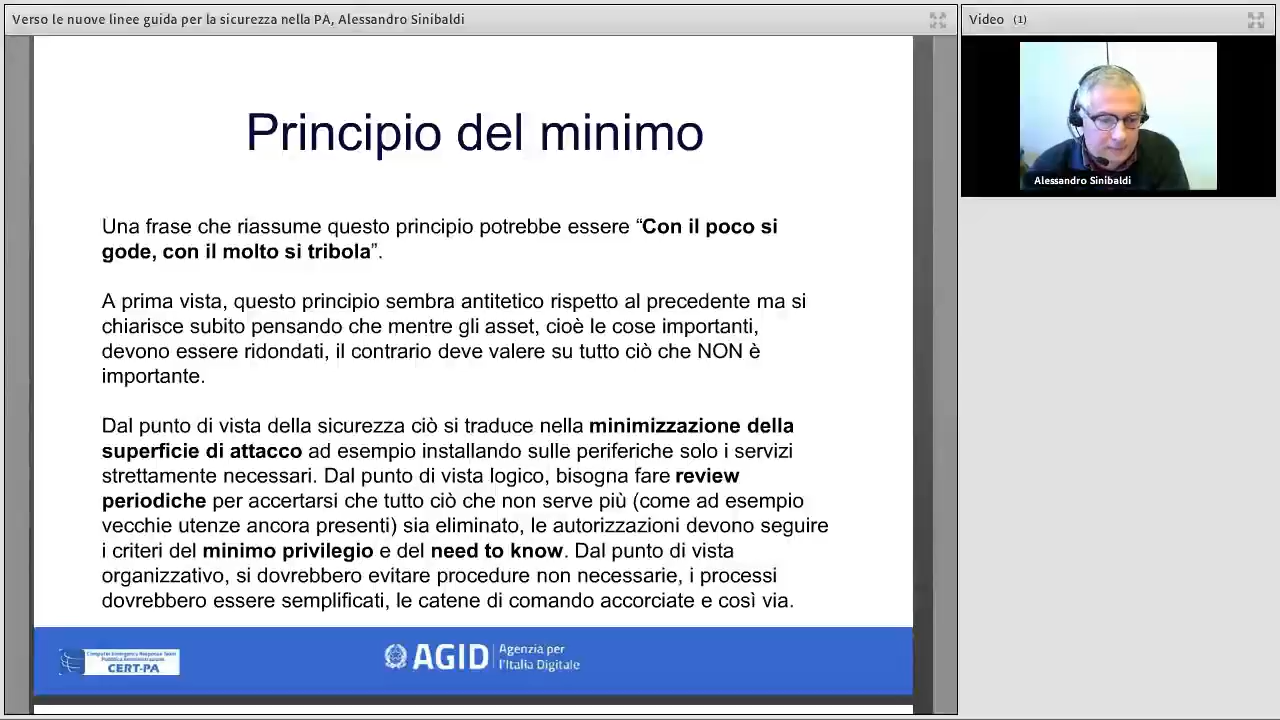 Verso le nuove linee guida per la sicurezza nella PA, Alessandro Sinibaldi
Video (1)
Alessandro Sinibaldi
Principio del minimo
Una frase che riassume questo principio potrebbe essere “Con il poco si
gode, con il molto si tribola”.
A prima vista, questo principio sembra antitetico rispetto al precedente ma si
chiarisce subito pensando che mentre gli asset, cioè le cose importanti,
devono essere ridondati, il contrario deve valere su tutto ciò che NON è
importante.
Dal punto di vista della sicurezza ciò si traduce nella minimizzazione della
superficie di attacco ad esempio installando sulle periferiche solo i servizi
strettamente necessari. Dal punto di vista logico, bisogna fare review
periodiche per accertarsi che tutto ciò che non serve più (come ad esempio
vecchie utenze ancora presenti) sia eliminato, le autorizzazioni devono seguire
i criteri del minimo privilegio e del need to know. Dal punto di vista
organizzativo, si dovrebbero evitare procedure non necessarie, i processi
dovrebbero essere semplificati, le catene di comando accorciate e così via.
Computer Emergency Response Team
Pubblica Amministrazione
CERT-PA
AGID
Agenzia per
l'Italia Digitale